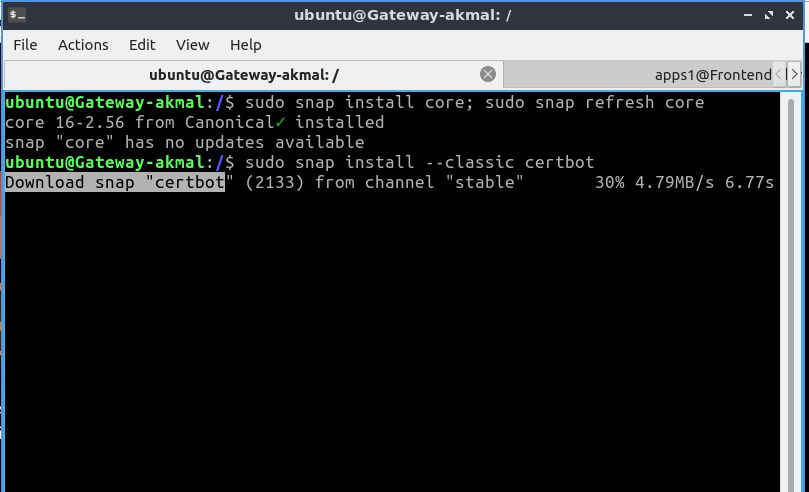 ubuntu@Gateway-akmal: /
File Actions Edit View Help
ubuntu@Gateway-akmal: / apps1@Frontend
ubuntu@Gateway-akmal:/$ sudo snap install core; sudo snap refresh core
core 16-2.56 from Canonical✓ installed
snap "core" has no updates available
ubuntu@Gateway-akmal:/$ sudo snap install --classic certbot
Download snap "certbot" (2133) from channel "stable" 30% 4.79MB/s 6.77s